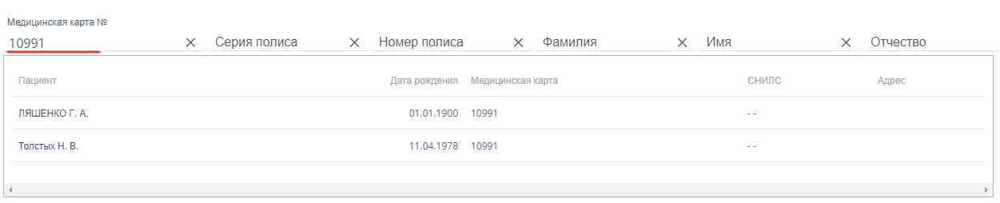 Медицинская карта №
10991 Серия полиса Номер полиса Фамилия Имя Отчество
Пациент Дата рождения Медицинская карта СНИЛС Адрес
ЛЯШЕНКО Г. А. 01.01.1900 10991 - -
Толстых Н. В. 11.04.1978 10991 - -